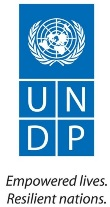 U N
D P
Empowered lives.
Resilient nations.